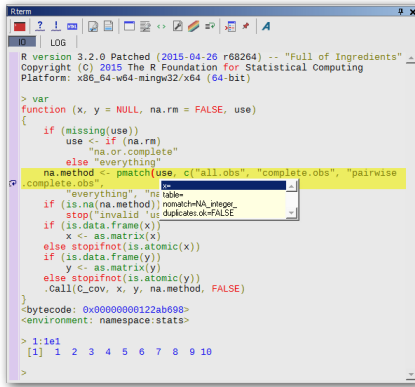 Rterm
IO LOG
R version 3.2.0 Patched (2015-04-26 r68264) -- "Full of Ingredients"
Copyright (C) 2015 The R Foundation for Statistical Computing
Platform: x86_64-w64-mingw32/x64 (64-bit)
> var
function (x, y = NULL, na.rm = FALSE, use)
{
if (missing(use))
use <- if (na.rm)
"na.or.complete"
else "everything"
na.method <- pmatch(use, c("all.obs", "complete.obs", "pairwise
.complete.obs",
"everything", "na
x=
table=
nomatch=NA_integer_
duplicates.ok=FALSE
if (is.na(na.method))
stop("invalid 'us
if (is.data.frame(x))
x <- as.matrix(x)
else stopifnot(is.atomic(x))
if (is.data.frame(y))
y <- as.matrix(y)
else stopifnot(is.atomic(y))
.Call(C_cov, x, y, na.method, FALSE)
}
<bytecode: 0x00000000122ab698>
<environment: namespace:stats>
> 1:1e1
[1] 1 2 3 4 5 6 7 8 9 10
>